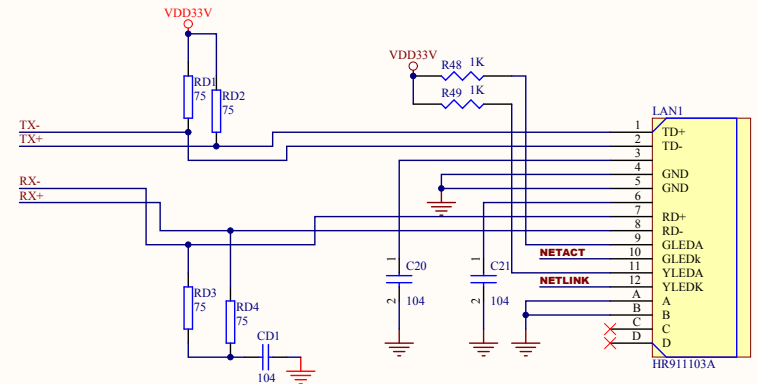 VDD33V
VDD33V
R48 1K
R49 1K
RD1
75
RD2
75
LAN1
TX-
TX+
RX-
RX+
1 TD+
2 TD-
3
4 GND
5 GND
6
7 RD+
8 RD-
9 GLEDA
NETACT 10 GLEDk
11 YLEDA
NETLINK 12 YLEDK
A A
B B
C C
D D
HR911103A
1 C20
2 104
1 C21
2 104
RD3
75
RD4
75
CD1
104